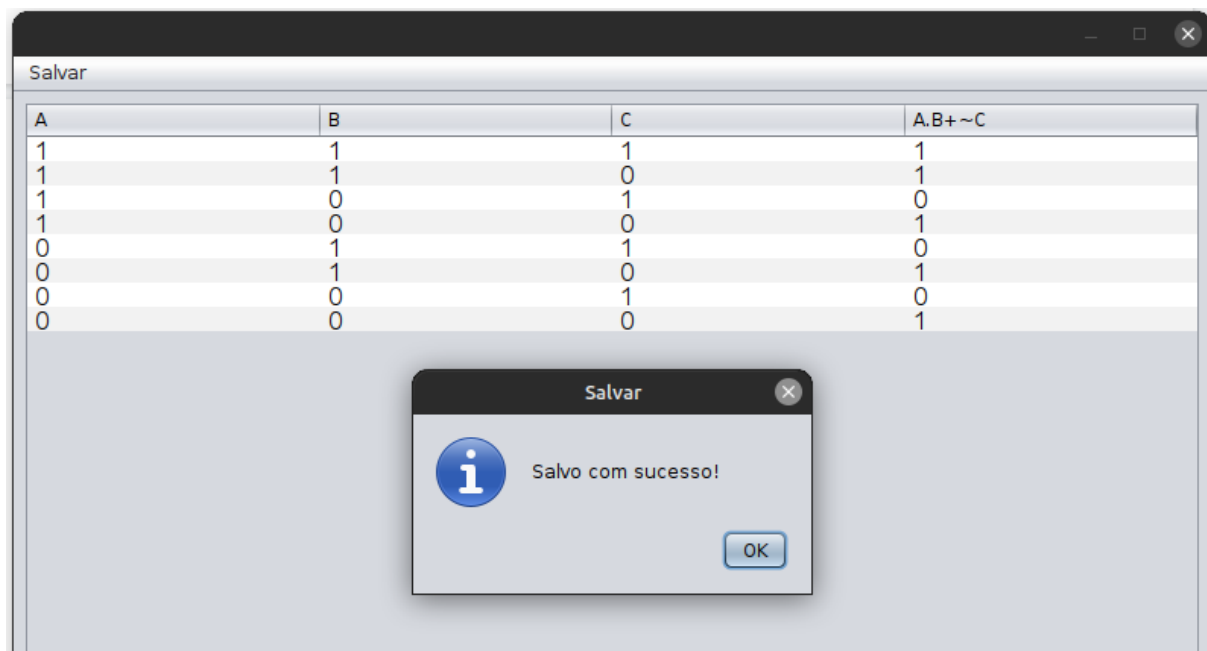 Salvar
A B C A.B+~C
1 1 1 1
1 1 0 1
1 0 1 0
1 0 0 1
0 1 1 0
0 1 0 1
0 0 1 0
0 0 0 1
Salvar
Salvo com sucesso!
OK